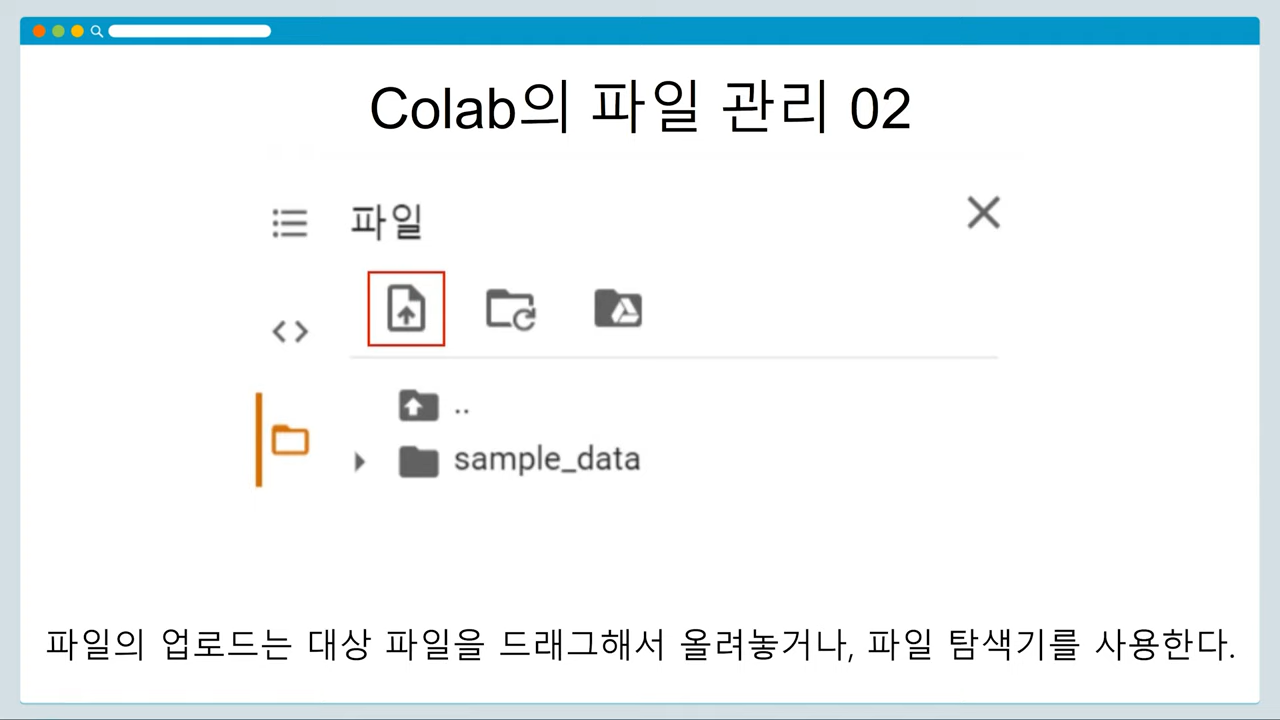 Colab의 파일 관리 02
파일
..
sample_data
파일의 업로드는 대상 파일을 드래그해서 올려놓거나, 파일 탐색기를 사용한다.